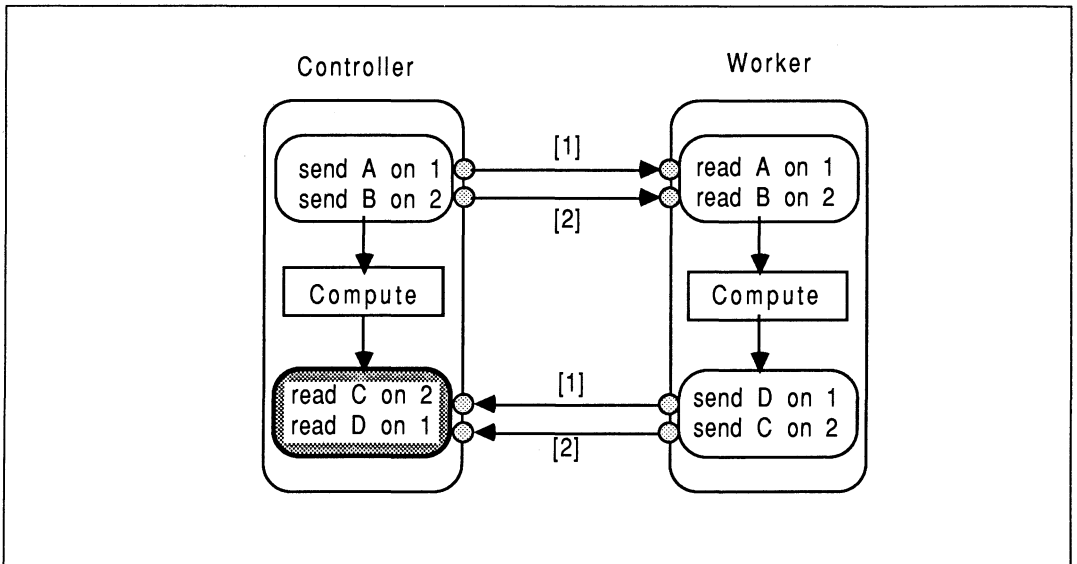 Controller
Worker
send A on 1
send B on 2
[1]
[2]
read A on 1
read B on 2
Compute
Compute
read C on 2
read D on 1
[1]
[2]
send D on 1
send C on 2